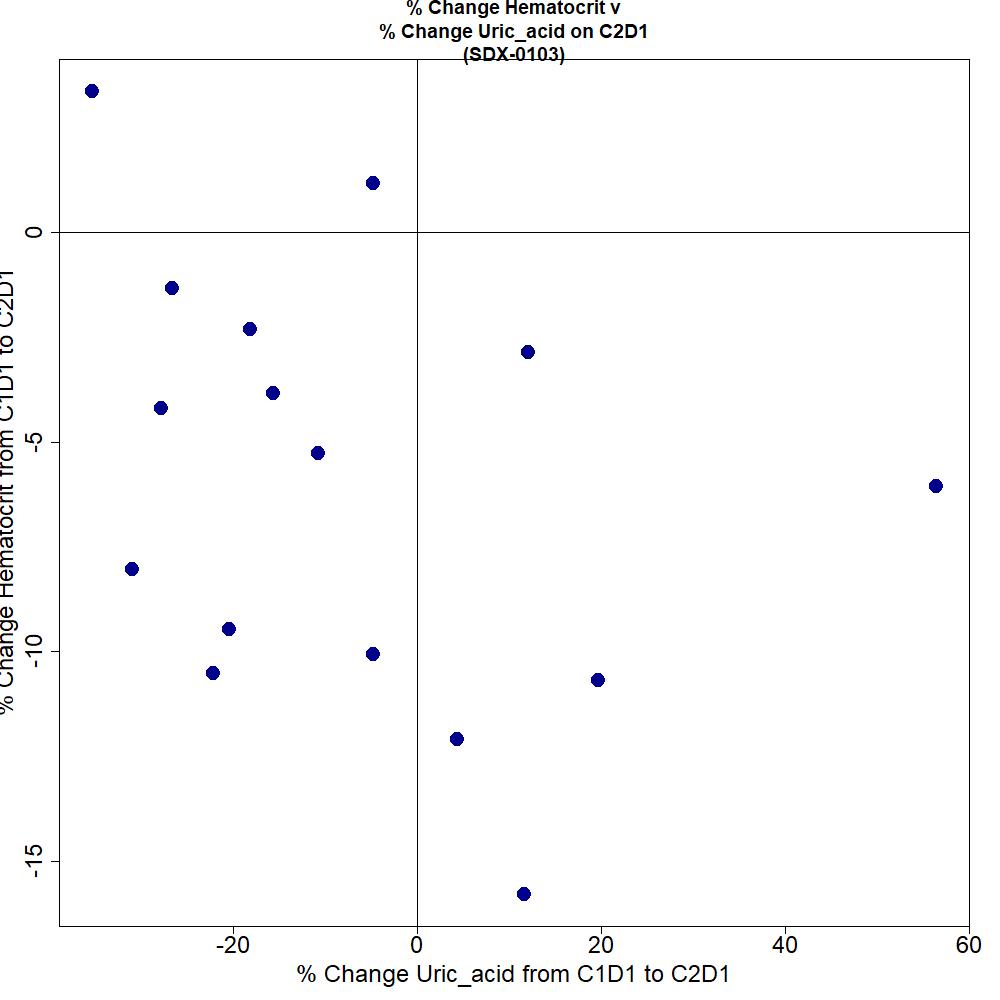 % Change Hematocrit v
% Change Uric_acid on C2D1
(SDX-0103)
% Change Hematocrit from C1D1 to C2D1
0
-5
-10
-15
-20
0
20
40
60
% Change Uric_acid from C1D1 to C2D1